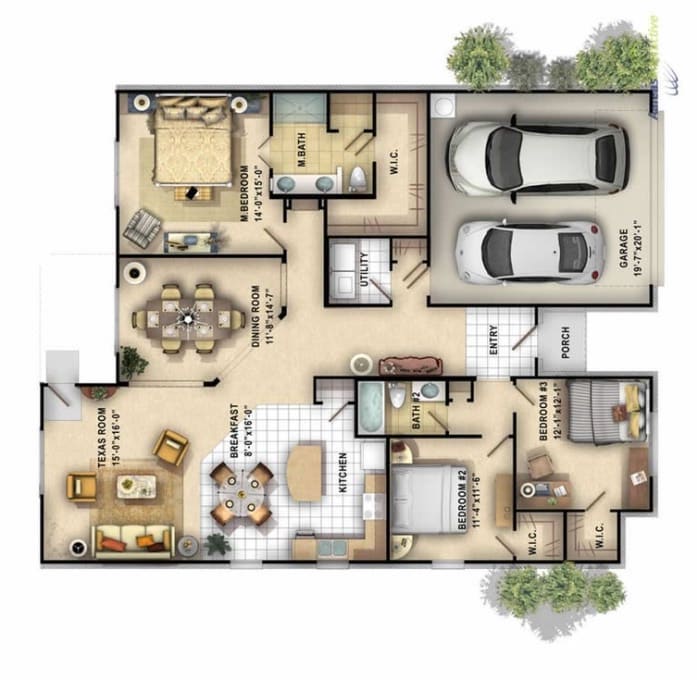 M.BEDROOM
14'-0"x15'-0"
M.BATH
W.I.C.
GARAGE
19'-7"x20'-1"
UTILITY
DINING ROOM
11'-8"x14'-7"
ENTRY
PORCH
TEXAS ROOM
15'-0"x16'-0"
BREAKFAST
8'-0"x16'-0"
KITCHEN
BATH #2
BEDROOM #2
11'-4"x11'-6"
BEDROOM #3
12'-1"x12'-1"
W.I.C.
W.I.C.